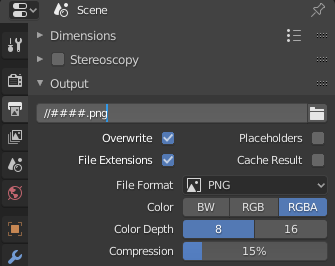 Scene
Dimensions
Stereoscopy
Output
//####.png
Overwrite Placeholders
File Extensions Cache Result
File Format PNG
Color BW RGB RGBA
Color Depth 8 16
Compression 15%